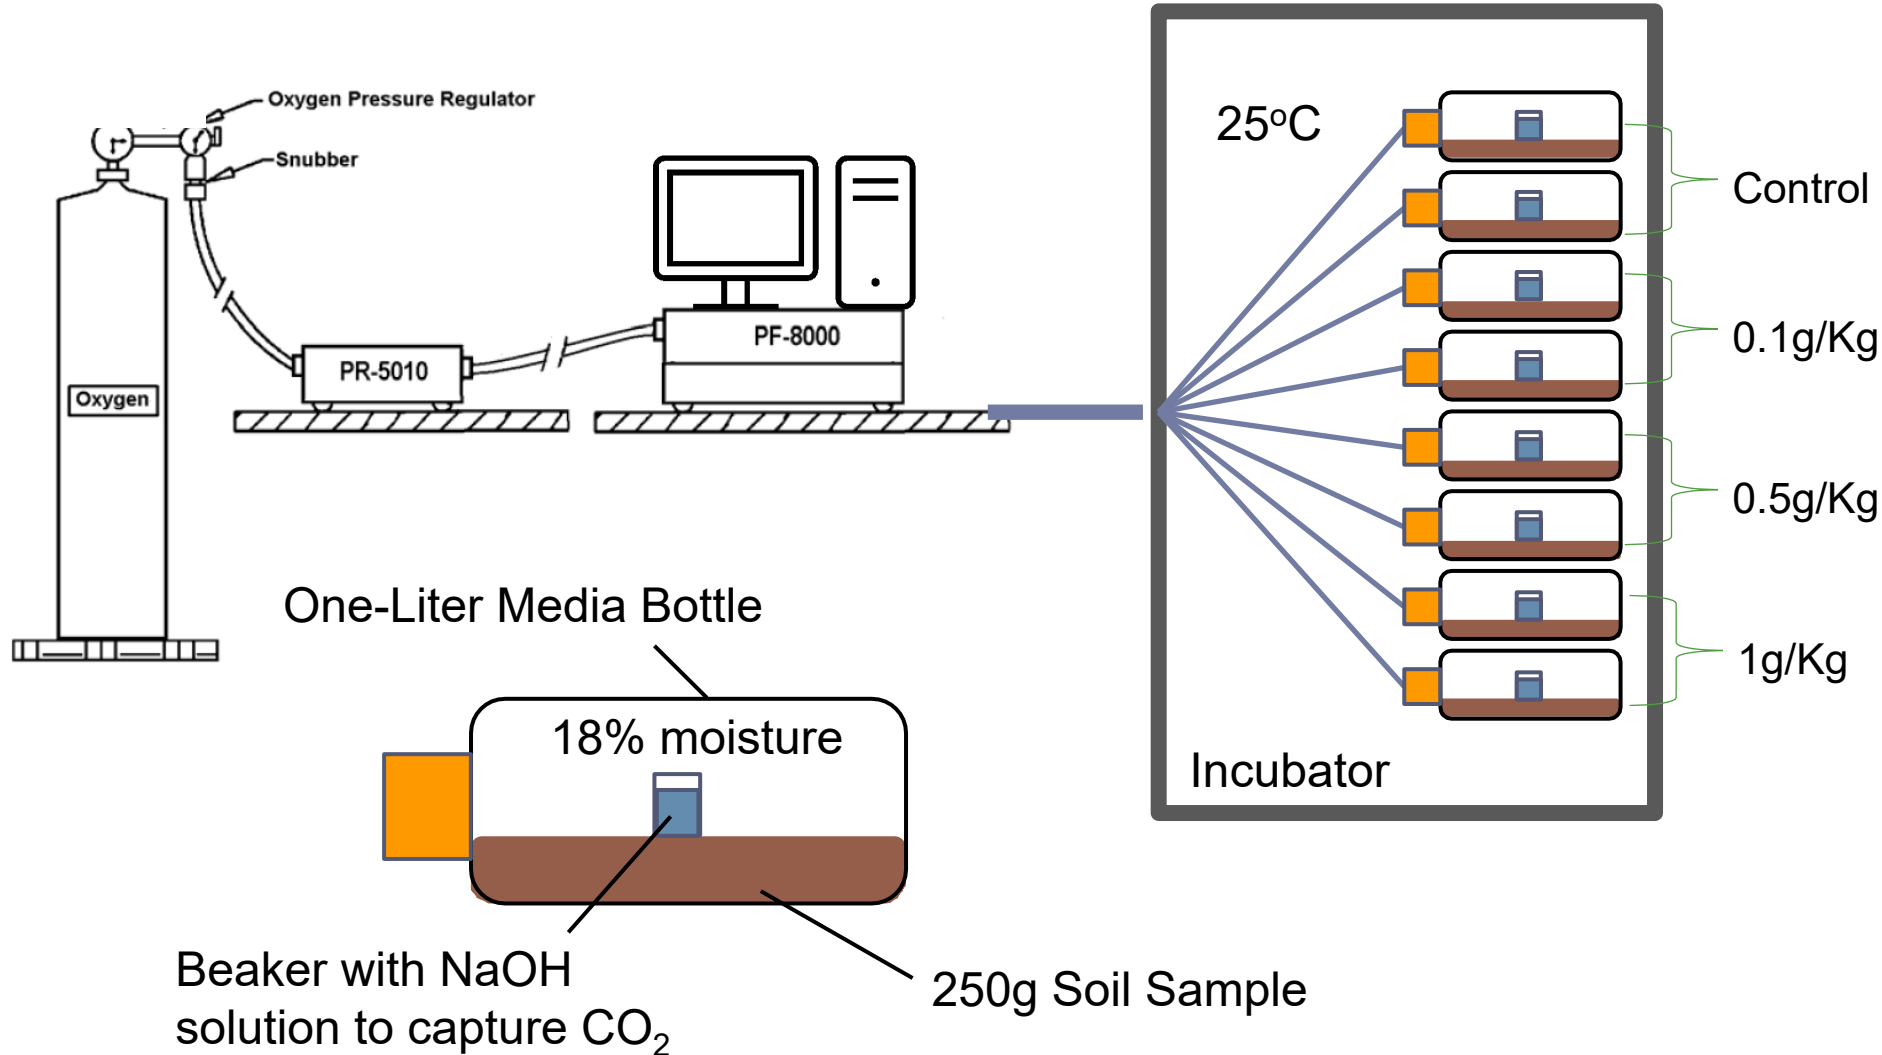 Oxygen Pressure Regulator
Snubber
Oxygen
PR-5010
PF-8000
25°C
Control
0.1g/Kg
0.5g/Kg
1g/Kg
Incubator
One-Liter Media Bottle
18% moisture
Beaker with NaOH
solution to capture CO₂
250g Soil Sample